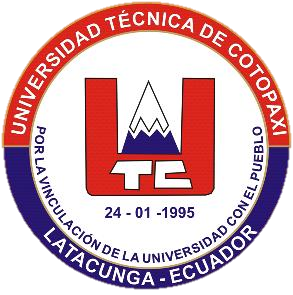 UNIVERSIDAD TÉCNICA DE COTOPAXI
UTC
24 - 01 -1995
POR LA VINCULACIÓN DE LA UNIVERSIDAD CON EL PUEBLO
LATACUNGA - ECUADOR